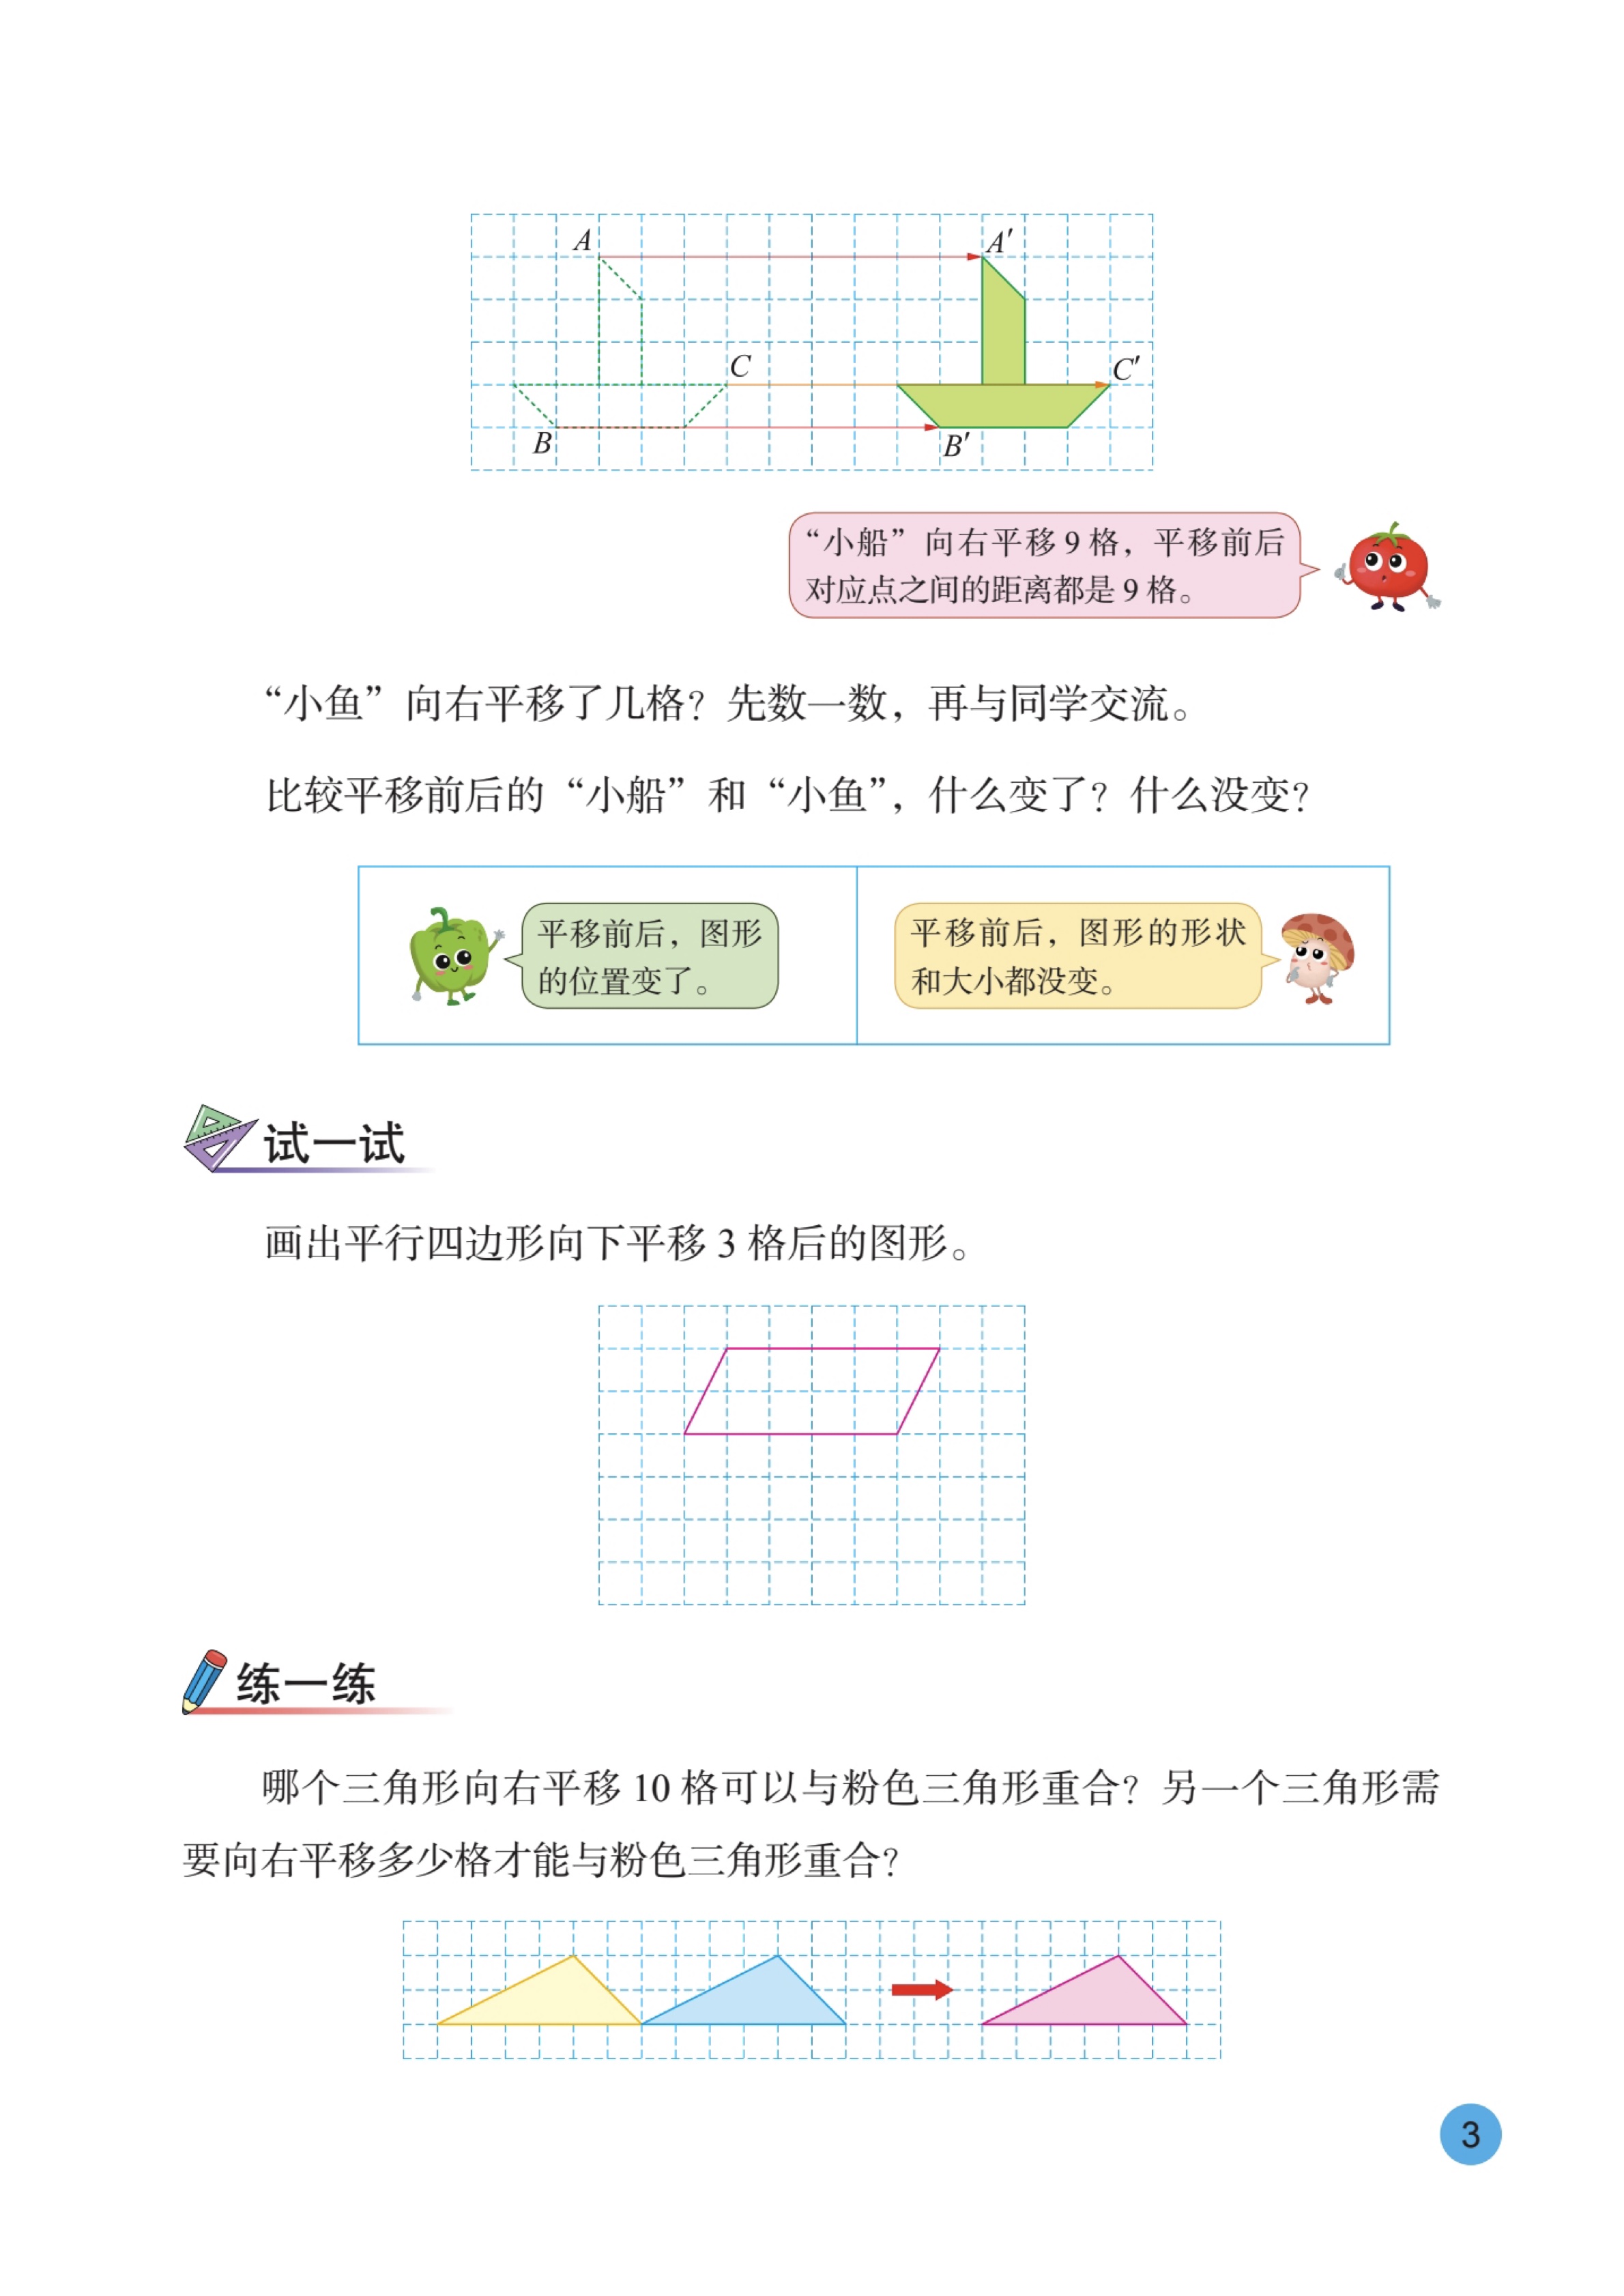 A A′
C C′
B B′
“小船”向右平移 9 格，平移前后
对应点之间的距离都是 9 格。
“小鱼”向右平移了几格？先数一数，再与同学交流。
比较平移前后的“小船”和“小鱼”，什么变了？什么没变？
平移前后，图形
的位置变了。
平移前后，图形的形状
和大小都没变。
试一试
画出平行四边形向下平移 3 格后的图形。
练一练
哪个三角形向右平移 10 格可以与粉色三角形重合？另一个三角形需
要向右平移多少格才能与粉色三角形重合？
3